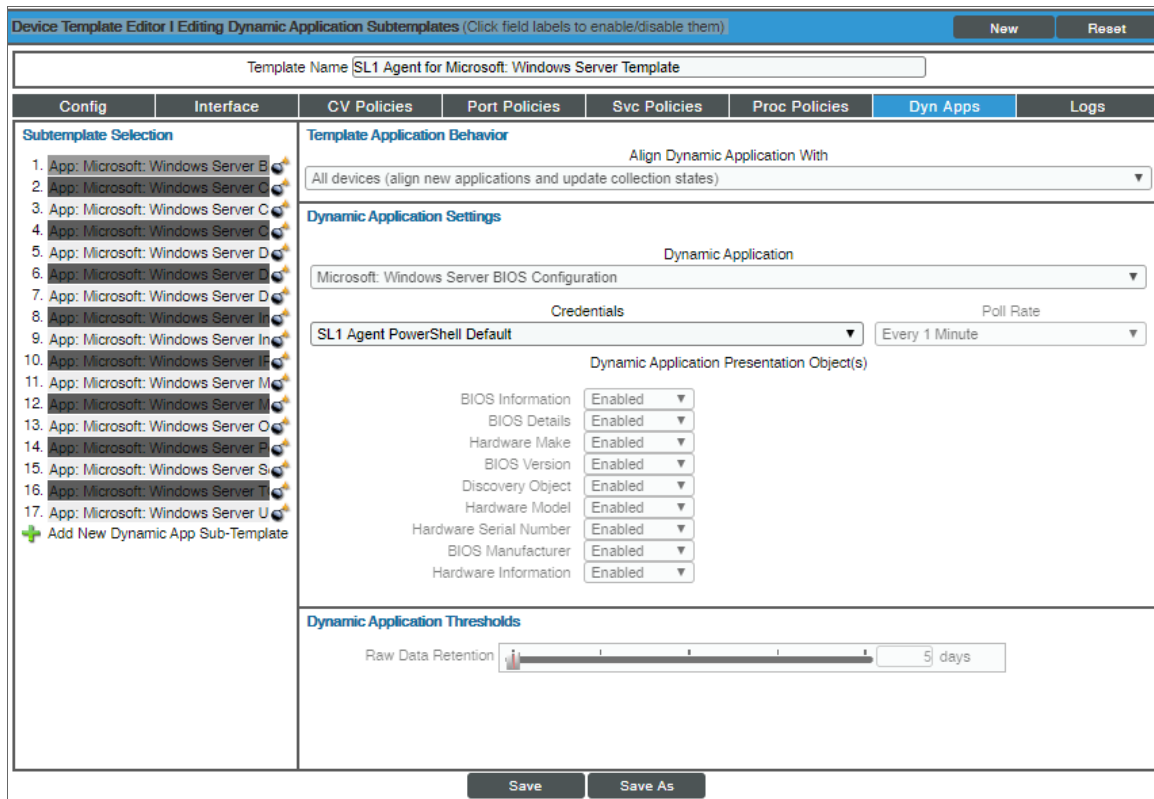 Device Template Editor | Editing Dynamic Application Subtemplates (Click field labels to enable/disable them)
New
Reset
Template Name SL1 Agent for Microsoft: Windows Server Template
Config
Interface
CV Policies
Port Policies
Svc Policies
Proc Policies
Dyn Apps
Logs
Subtemplate Selection
1. App: Microsoft: Windows Server B
2. App: Microsoft: Windows Server C
3. App: Microsoft: Windows Server C
4. App: Microsoft: Windows Server C
5. App: Microsoft: Windows Server D
6. App: Microsoft: Windows Server D
7. App: Microsoft: Windows Server D
8. App: Microsoft: Windows Server In
9. App: Microsoft: Windows Server In
10. App: Microsoft: Windows Server IF
11. App: Microsoft: Windows Server M
12. App: Microsoft: Windows Server M
13. App: Microsoft: Windows Server O
14. App: Microsoft: Windows Server P
15. App: Microsoft: Windows Server S
16. App: Microsoft: Windows Server T
17. App: Microsoft: Windows Server U
Add New Dynamic App Sub-Template
Template Application Behavior
Align Dynamic Application With
All devices (align new applications and update collection states)
Dynamic Application Settings
Dynamic Application
Microsoft: Windows Server BIOS Configuration
Credentials
Poll Rate
SL1 Agent PowerShell Default
Every 1 Minute
Dynamic Application Presentation Object(s)
BIOS Information Enabled
BIOS Details Enabled
Hardware Make Enabled
BIOS Version Enabled
Discovery Object Enabled
Hardware Model Enabled
Hardware Serial Number Enabled
BIOS Manufacturer Enabled
Hardware Information Enabled
Dynamic Application Thresholds
Raw Data Retention 5 days
Save
Save As